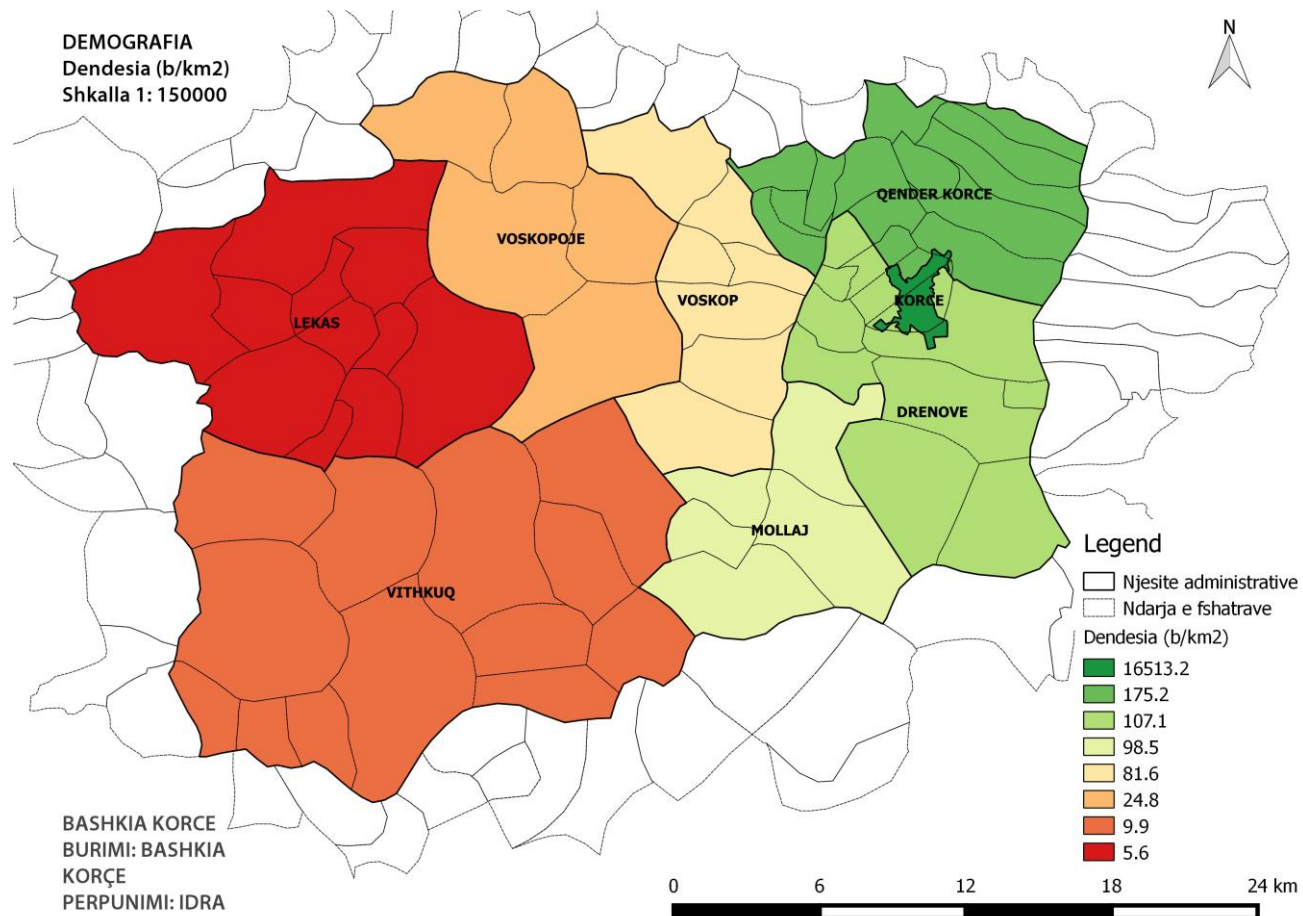 DEMOGRAFIA
Dendesia (b/km2)
Shkalla 1: 150000
N
QENDER KORCE
VOSKOPOJE
VOSKOP
KORCE
LEKAS
DRENOVE
MOLLAJ
VITHKUQ
Legend
Njesite administrative
Ndarja e fshatrave
Dendesia (b/km2)
16513.2
175.2
107.1
98.5
81.6
24.8
9.9
5.6
BASHKIA KORCE
BURIMI: BASHKIA
KORÇE
PERPUNIMI: IDRA
0 6 12 18 24 km